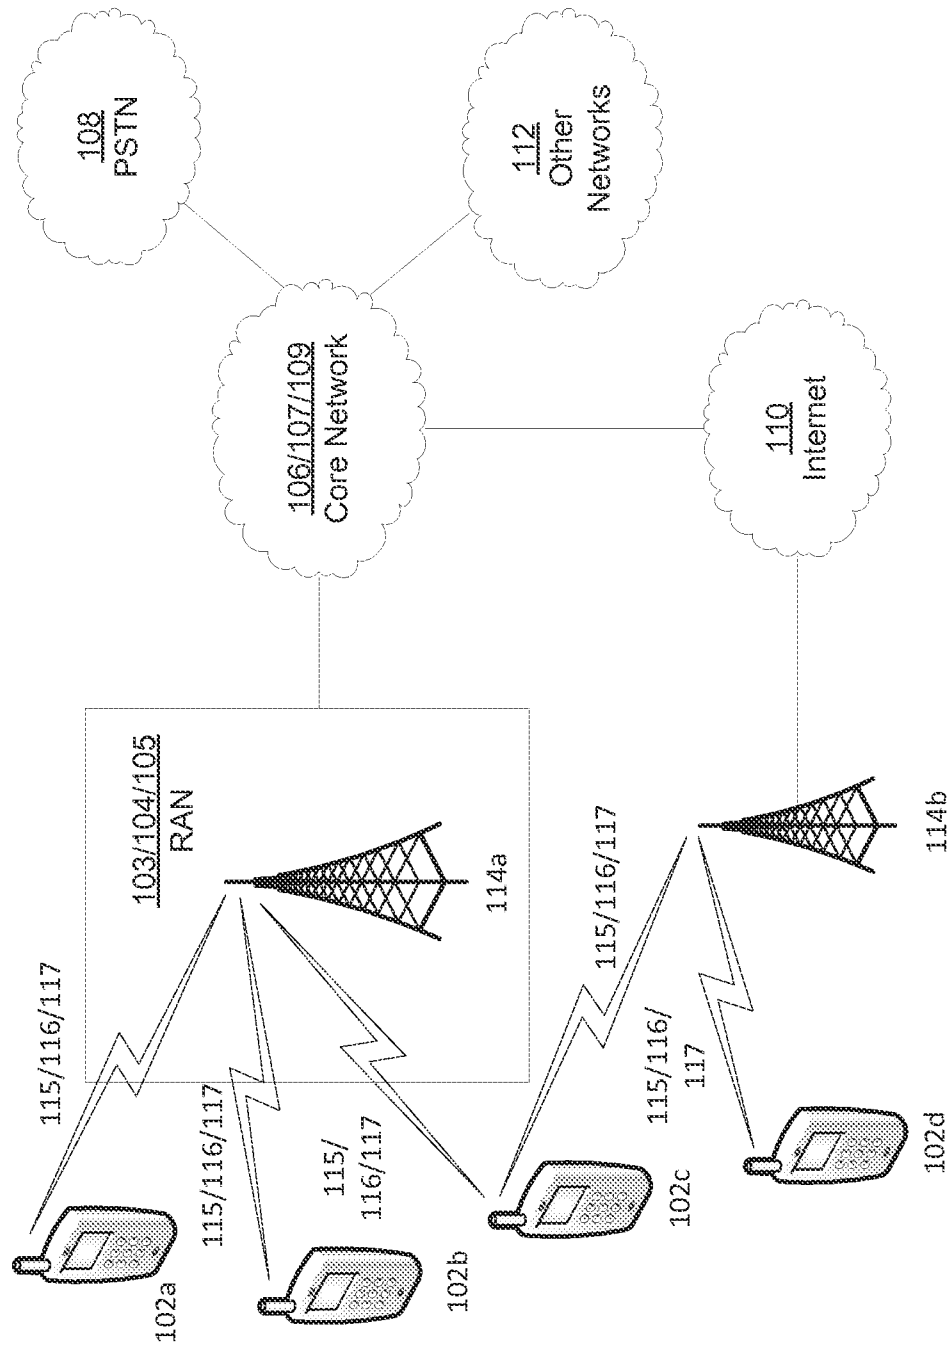 108
PSTN
112
Other
Networks
106/107/109
Core Network
110
Internet
103/104/105
RAN
114a
114b
115/116/117
115/116/117
115/
116/117
115/116/117
115/116/
117
102a
102b
102c
102d